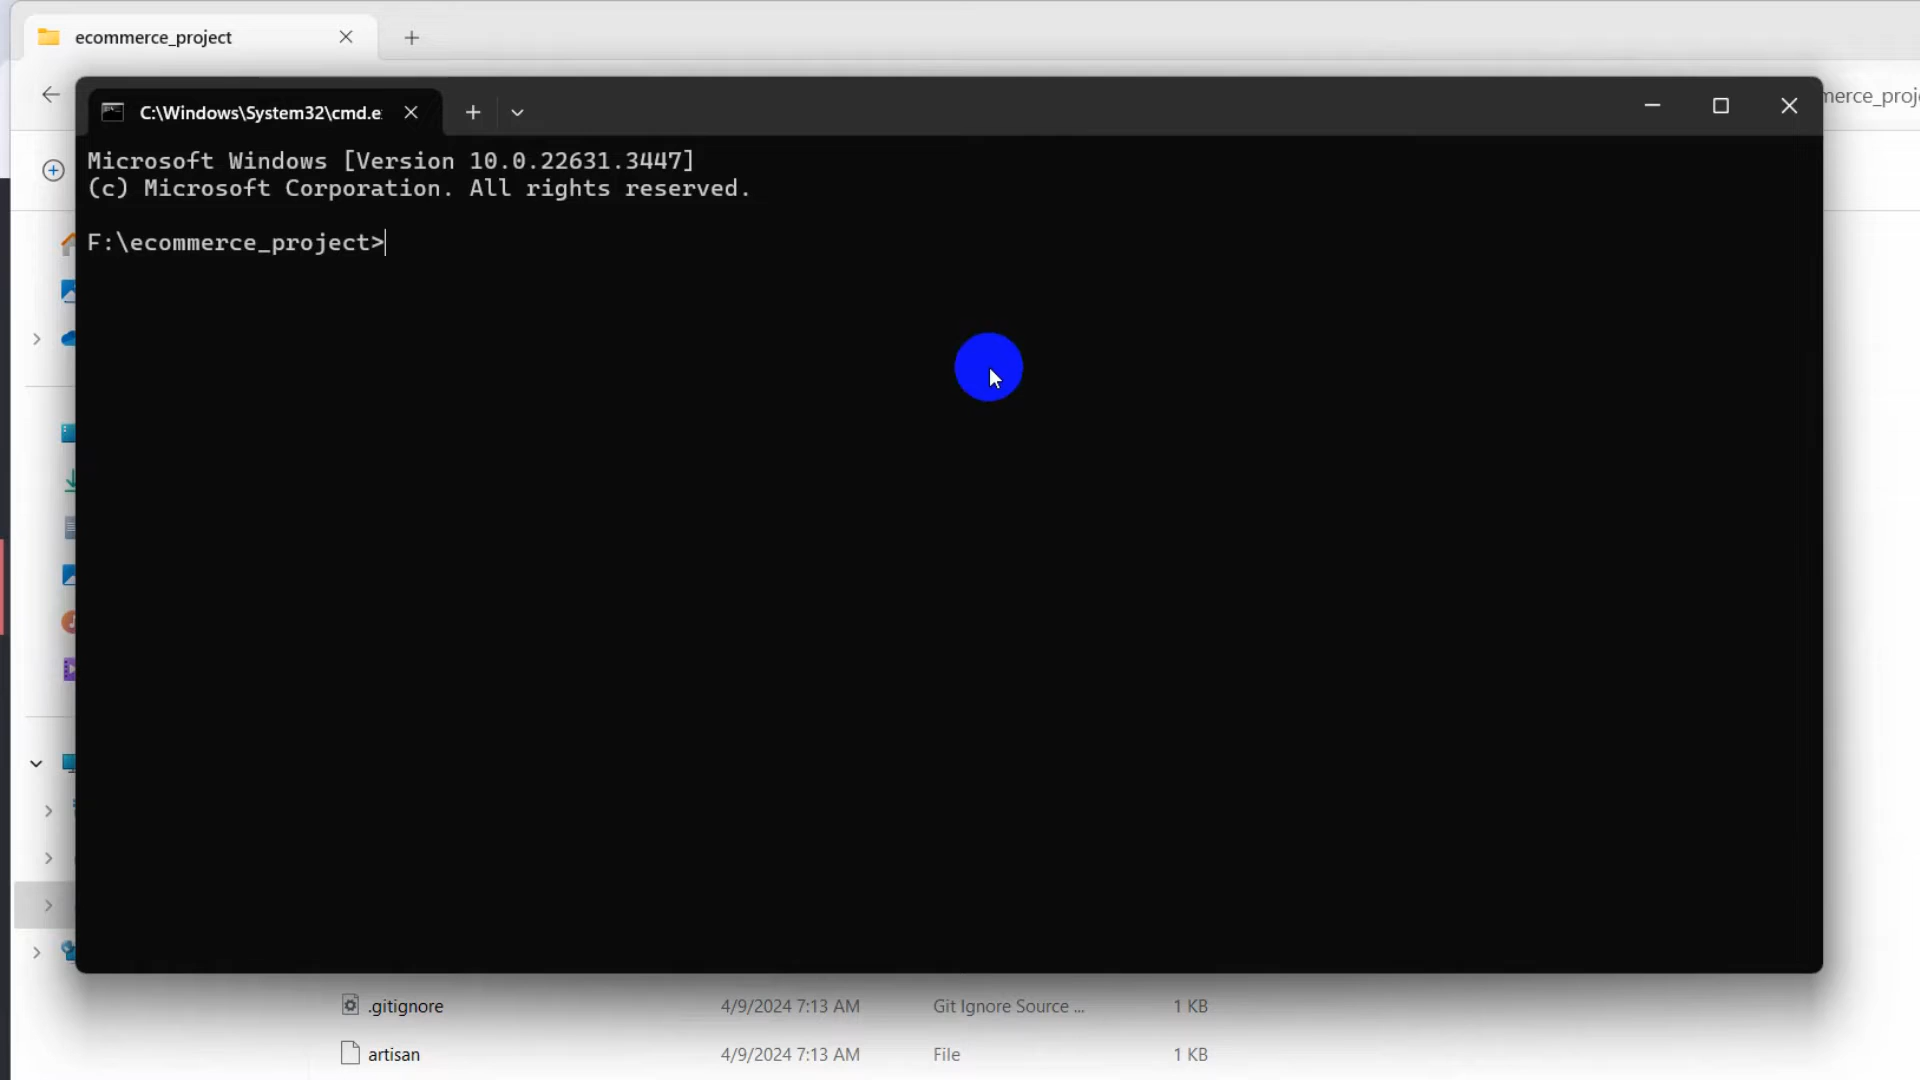 ecommerce_project
C:\Windows\System32\cmd.e
merce_proj
Microsoft Windows [Version 10.0.22631.3447]
(c) Microsoft Corporation. All rights reserved.
F:\ecommerce_project>
.gitignore 4/9/2024 7:13 AM Git Ignore Source ... 1 KB
artisan 4/9/2024 7:13 AM File 1 KB